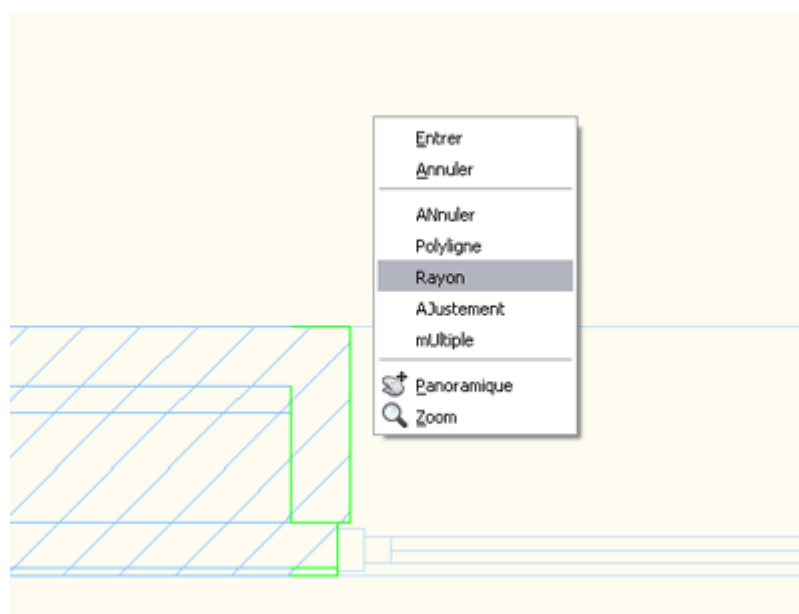 Entrer
Annuler
ANnuler
Polyligne
Rayon
AJustement
mUltiple
Panoramique
Zoom